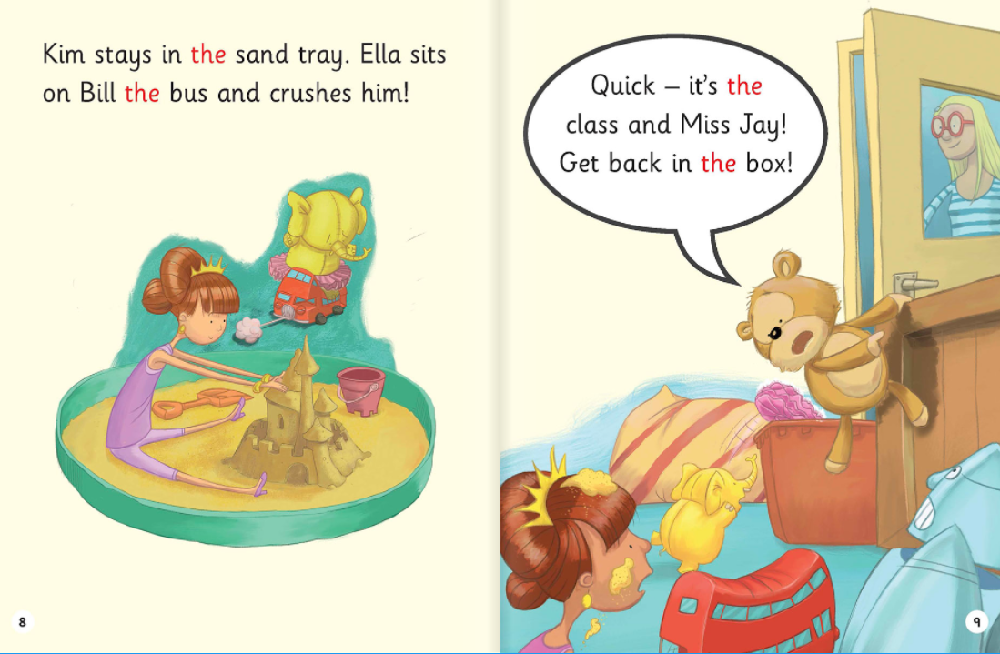 Kim stays in the sand tray. Ella sits
on Bill the bus and crushes him!
Quick – it's the
class and Miss Jay!
Get back in the box!
8
9